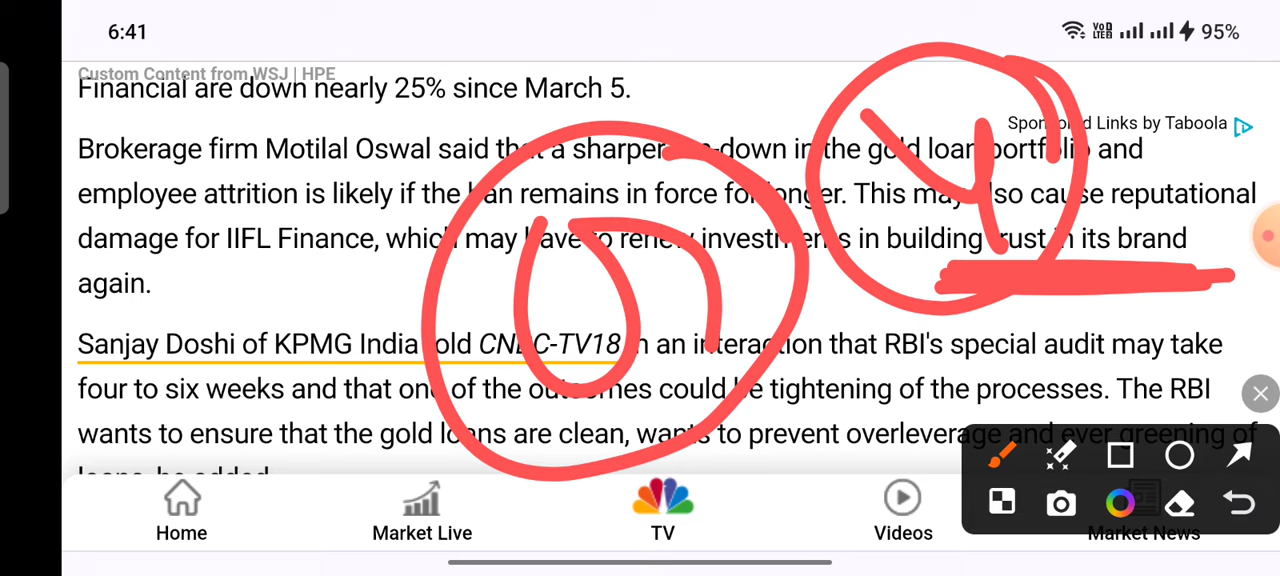 6:41
95%
Custom Content from WSJ | HPE
Financial are down nearly 25% since March 5.
Sponsored Links by Taboola
Brokerage firm Motilal Oswal said that a sharper run-down in the gold loan portfolio and
employee attrition is likely if the ban remains in force for longer. This may also cause reputational
damage for IIFL Finance, which may have to renew investments in building trust in its brand
again.
Sanjay Doshi of KPMG India told CNBC-TV18 in an interaction that RBI's special audit may take
four to six weeks and that one of the outcomes could be tightening of the processes. The RBI
wants to ensure that the gold loans are clean, wants to prevent overleverage and ever greening of
loans, he added.
Home Market Live TV Videos Market News